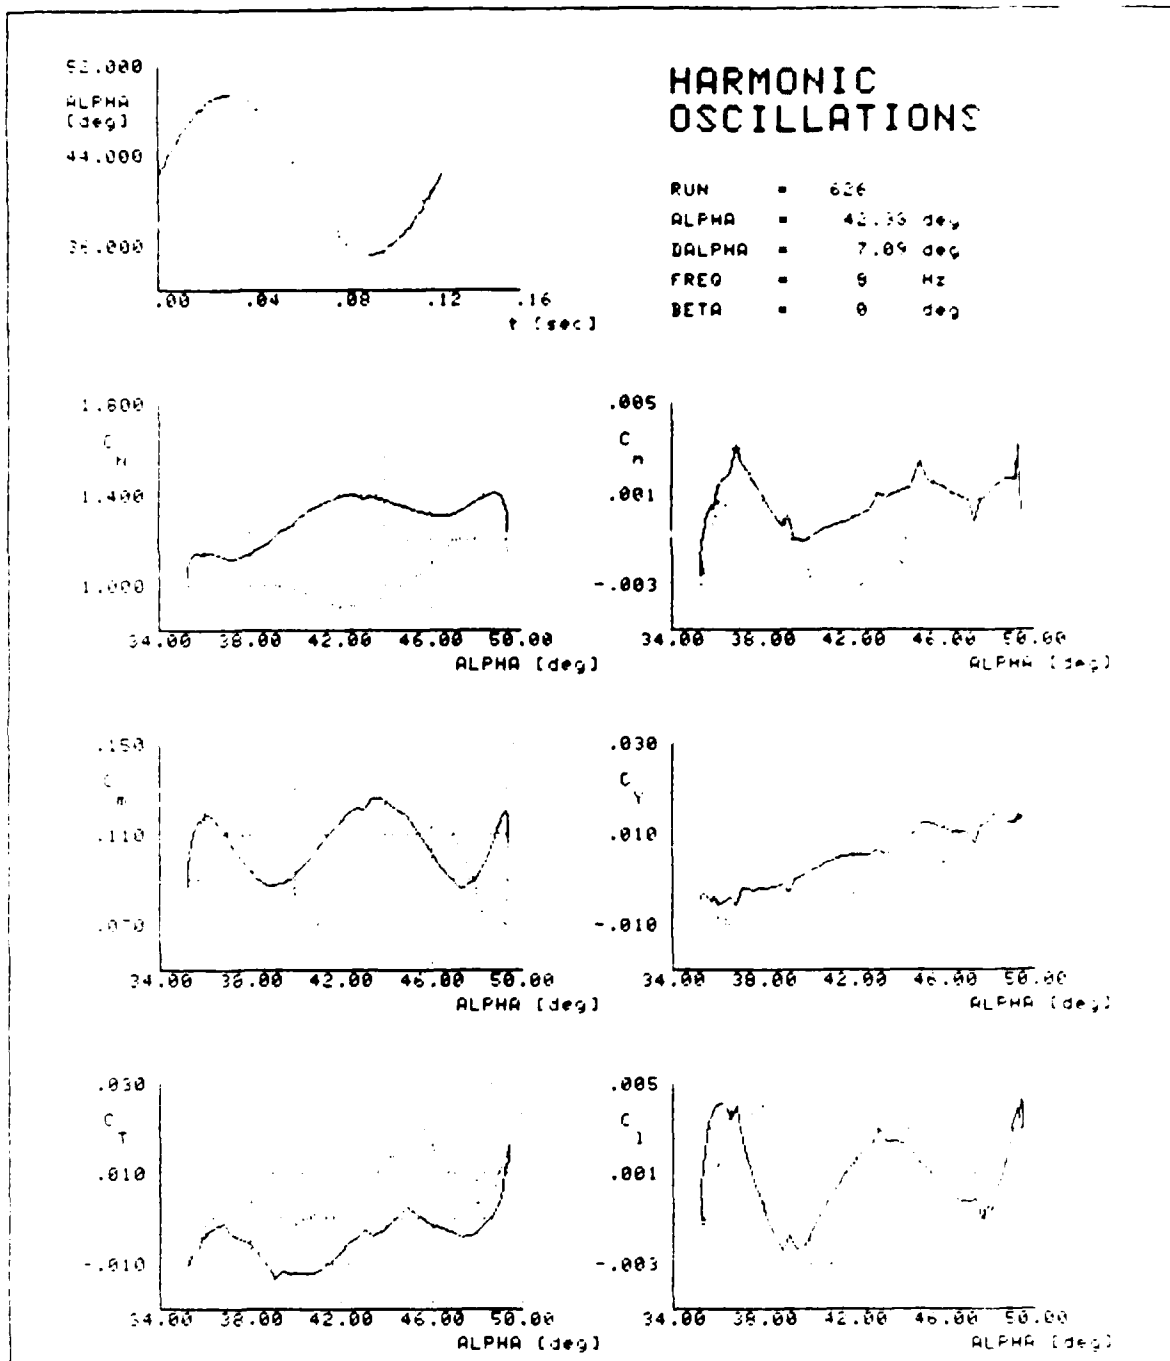 HARMONIC
OSCILLATIONS
RUN = 626
ALPHA = deg
DALPHA = 7.09 deg
FREQ = Hz
BETA = 0 deg
52.000
ALPHA
[deg]
44.000
36.000
.00 .04 .08 .12 .16
t [sec]
1.800
C N
1.400
1.000
34.00 38.00 42.00 46.00 50.00
ALPHA [deg]
.005
C n
.001
-.003
34.00 38.00 42.00 46.00 50.00
ALPHA [deg]
.150
C m
.110
.070
34.00 38.00 42.00 46.00 50.00
ALPHA [deg]
.030
C Y
.010
-.010
34.00 38.00 42.00 46.00 50.00
ALPHA [deg]
.030
C T
.010
-.010
34.00 38.00 42.00 46.00 50.00
ALPHA [deg]
.005
C l
.001
-.003
34.00 38.00 42.00 46.00 50.00
ALPHA [deg]